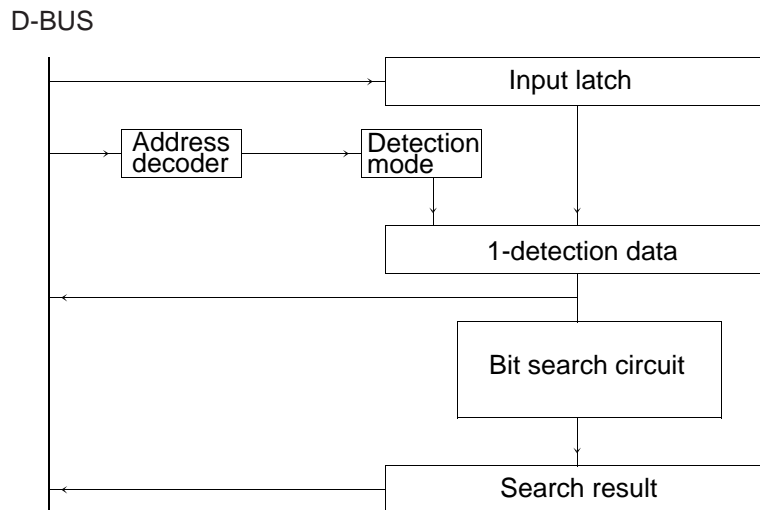 D-BUS
Input latch
Address
decoder
Detection
mode
1-detection data
Bit search circuit
Search result